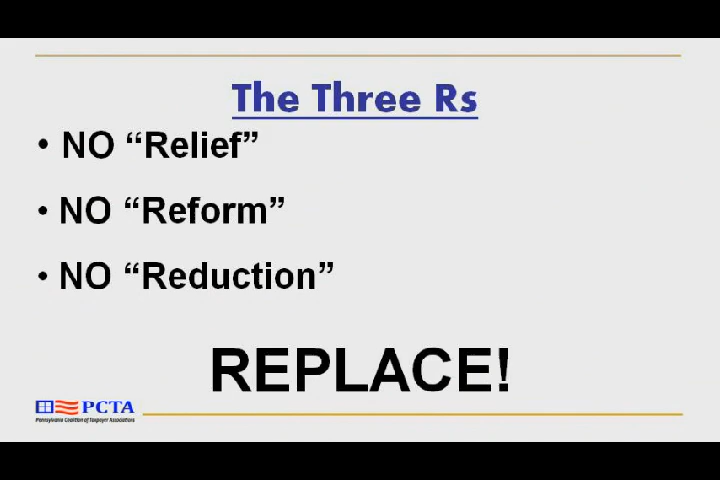 The Three Rs
• NO “Relief”
• NO “Reform”
• NO “Reduction”
REPLACE!
PCTA
Pennsylvania Coalition of Taxpayer Associations